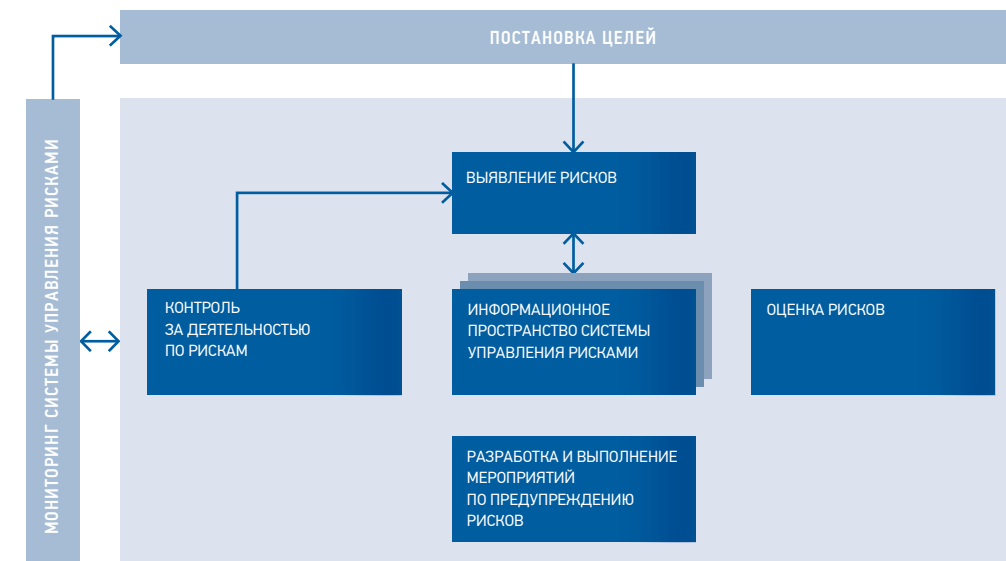 ПОСТАНОВКА ЦЕЛЕЙ
МОНИТОРИНГ СИСТЕМЫ УПРАВЛЕНИЯ РИСКАМИ
ВЫЯВЛЕНИЕ РИСКОВ
КОНТРОЛЬ
ЗА ДЕЯТЕЛЬНОСТЬЮ
ПО РИСКАМ
ИНФОРМАЦИОННОЕ
ПРОСТРАНСТВО СИСТЕМЫ
УПРАВЛЕНИЯ РИСКАМИ
ОЦЕНКА РИСКОВ
РАЗРАБОТКА И ВЫПОЛНЕНИЕ
МЕРОПРИЯТИЙ
ПО ПРЕДУПРЕЖДЕНИЮ
РИСКОВ